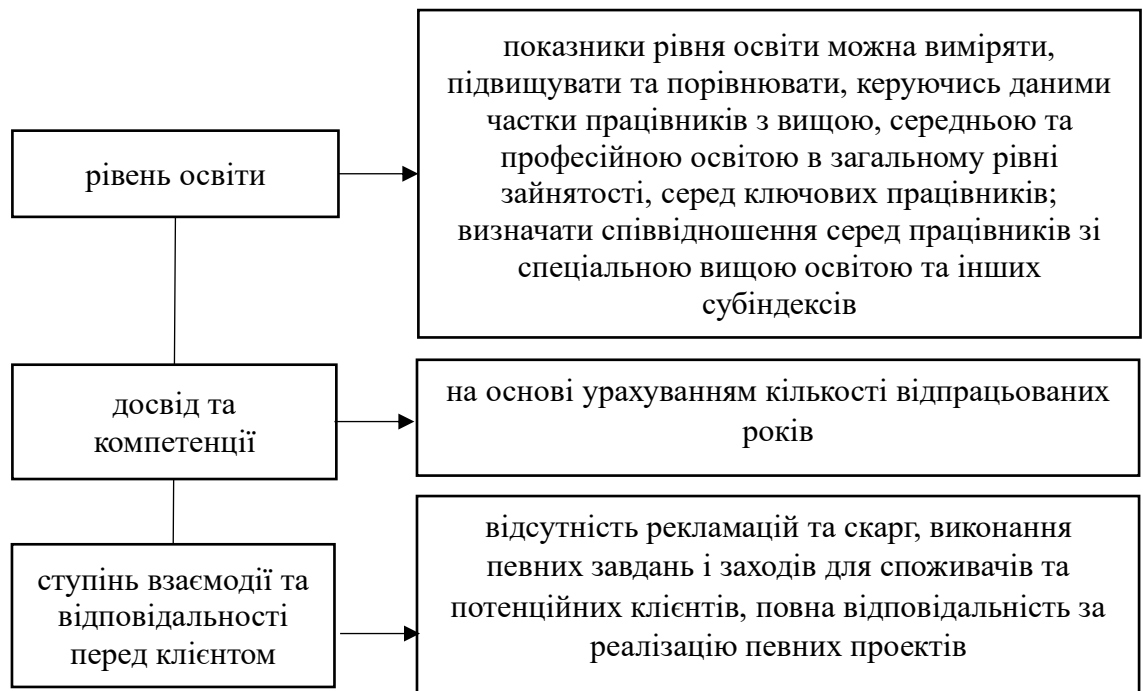 рівень освіти
показники рівня освіти можна виміряти,
підвищувати та порівнювати, керуючись даними
частки працівників з вищою, середньою та
професійною освітою в загальному рівні
зайнятості, серед ключових працівників;
визначати співвідношення серед працівників зі
спеціальною вищою освітою та інших
субіндексів
досвід та
компетенції
на основі урахуванням кількості відпрацьованих
років
ступінь взаємодії та
відповідальності
перед клієнтом
відсутність рекламацій та скарг, виконання
певних завдань і заходів для споживачів та
потенційних клієнтів, повна відповідальність за
реалізацію певних проектів